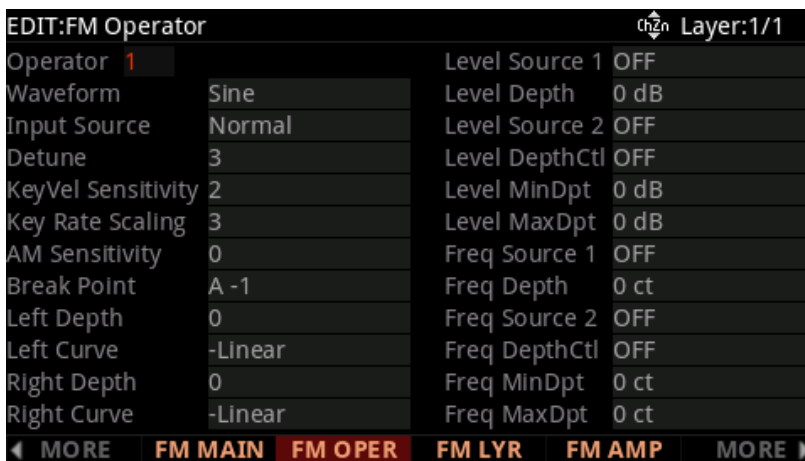 EDIT:FM Operator ChZn Layer:1/1
Operator 1 Level Source 1 OFF
Waveform Sine Level Depth 0 dB
Input Source Normal Level Source 2 OFF
Detune 3 Level DepthCtl OFF
KeyVel Sensitivity 2 Level MinDpt 0 dB
Key Rate Scaling 3 Level MaxDpt 0 dB
AM Sensitivity 0 Freq Source 1 OFF
Break Point A -1 Freq Depth 0 ct
Left Depth 0 Freq Source 2 OFF
Left Curve -Linear Freq DepthCtl OFF
Right Depth 0 Freq MinDpt 0 ct
Right Curve -Linear Freq MaxDpt 0 ct
MORE FM MAIN FM OPER FM LYR FM AMP MORE